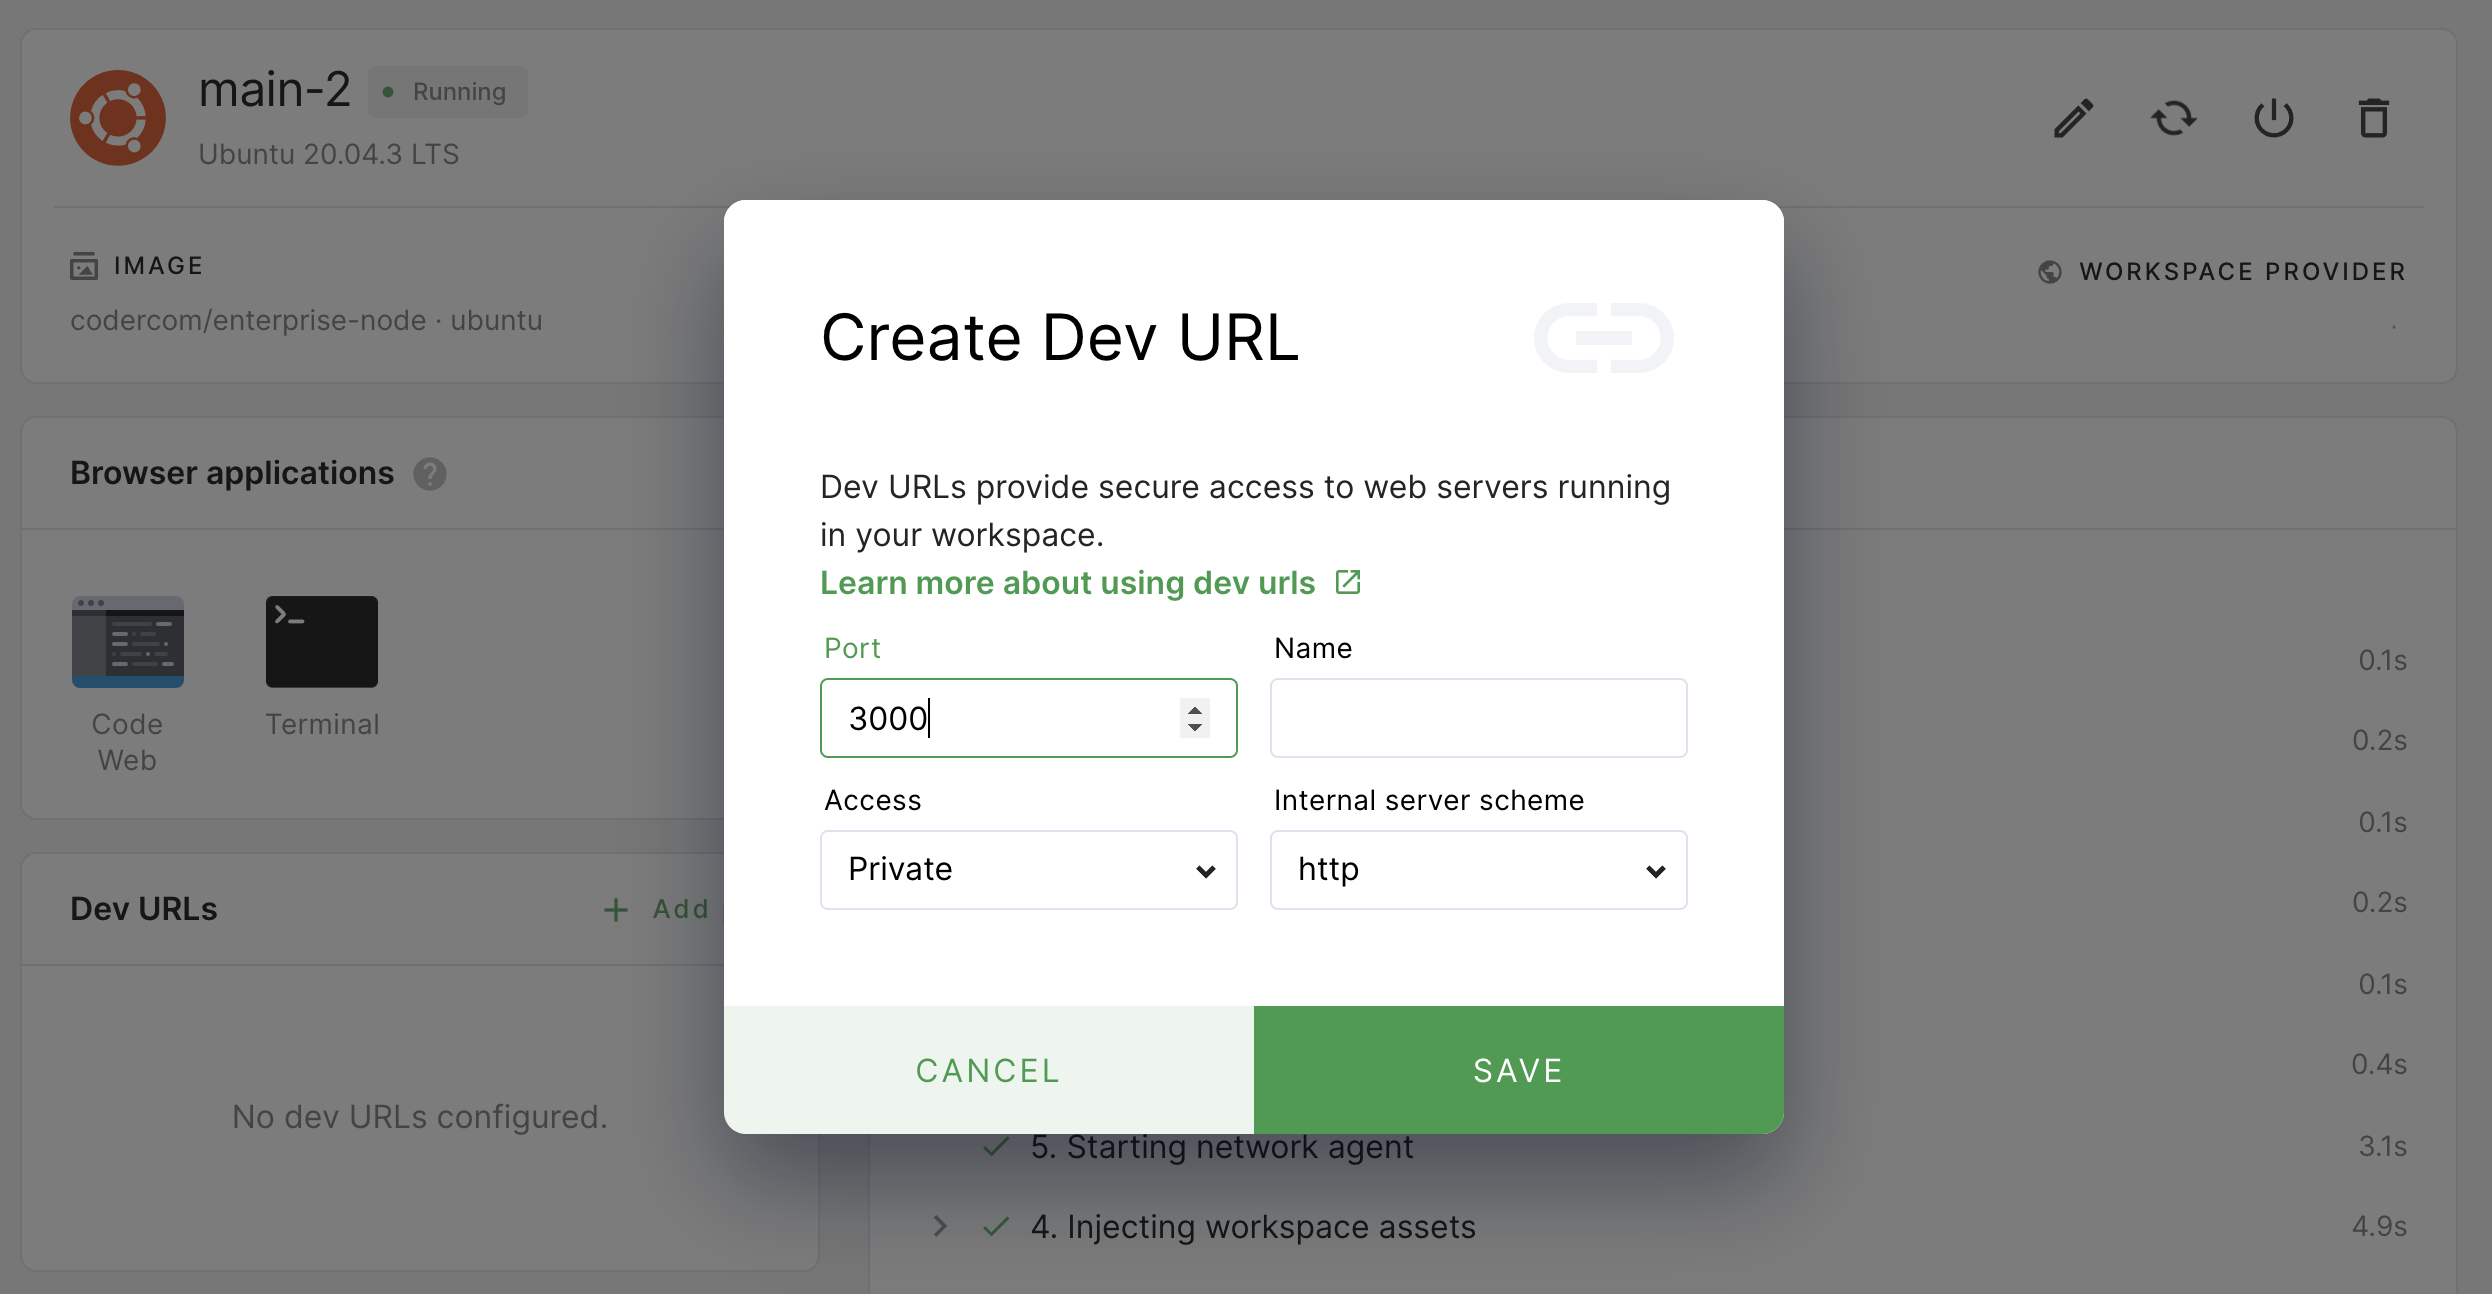 main-2
Running
Ubuntu 20.04.3 LTS
IMAGE
codercom/enterprise-node · ubuntu
WORKSPACE PROVIDER
Browser applications
?
Code
Web
Terminal
Dev URLs
+ Add
No dev URLs configured.
Create Dev URL
Dev URLs provide secure access to web servers running
in your workspace.
Learn more about using dev urls
Port
Name
3000
Access
Internal server scheme
Private
http
CANCEL
SAVE
0.1s
0.2s
0.1s
0.2s
0.1s
0.4s
5. Starting network agent
3.1s
4. Injecting workspace assets
4.9s